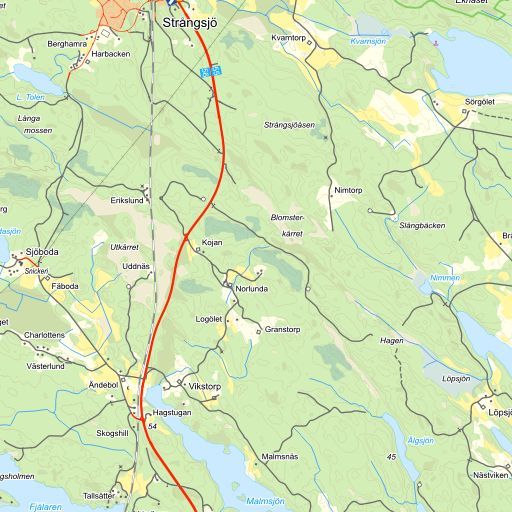 Strångsjö
Kvarntorp
Kvarnsjön
Berghamra
Harbacken
L. Tolen
Långa
mossen
Sörgölet
Strångsjöåsen
Erikslund
Nimtorp
Blomster-
kärret
Slängbäcken
Utkärret
Kojan
Sjöboda
Snickeri
Uddnäs
Fäboda
Norlunda
Nimmen
Logölet
Granstorp
Charlottens
Hagen
Västerlund
Ändebol
Vikstorp
Löpsjön
Hagstugan
54
Skogshill
Älgsjön
Malmsnäs
45
Nästviken
Tallsätter
Fjälaren
Malmsjön